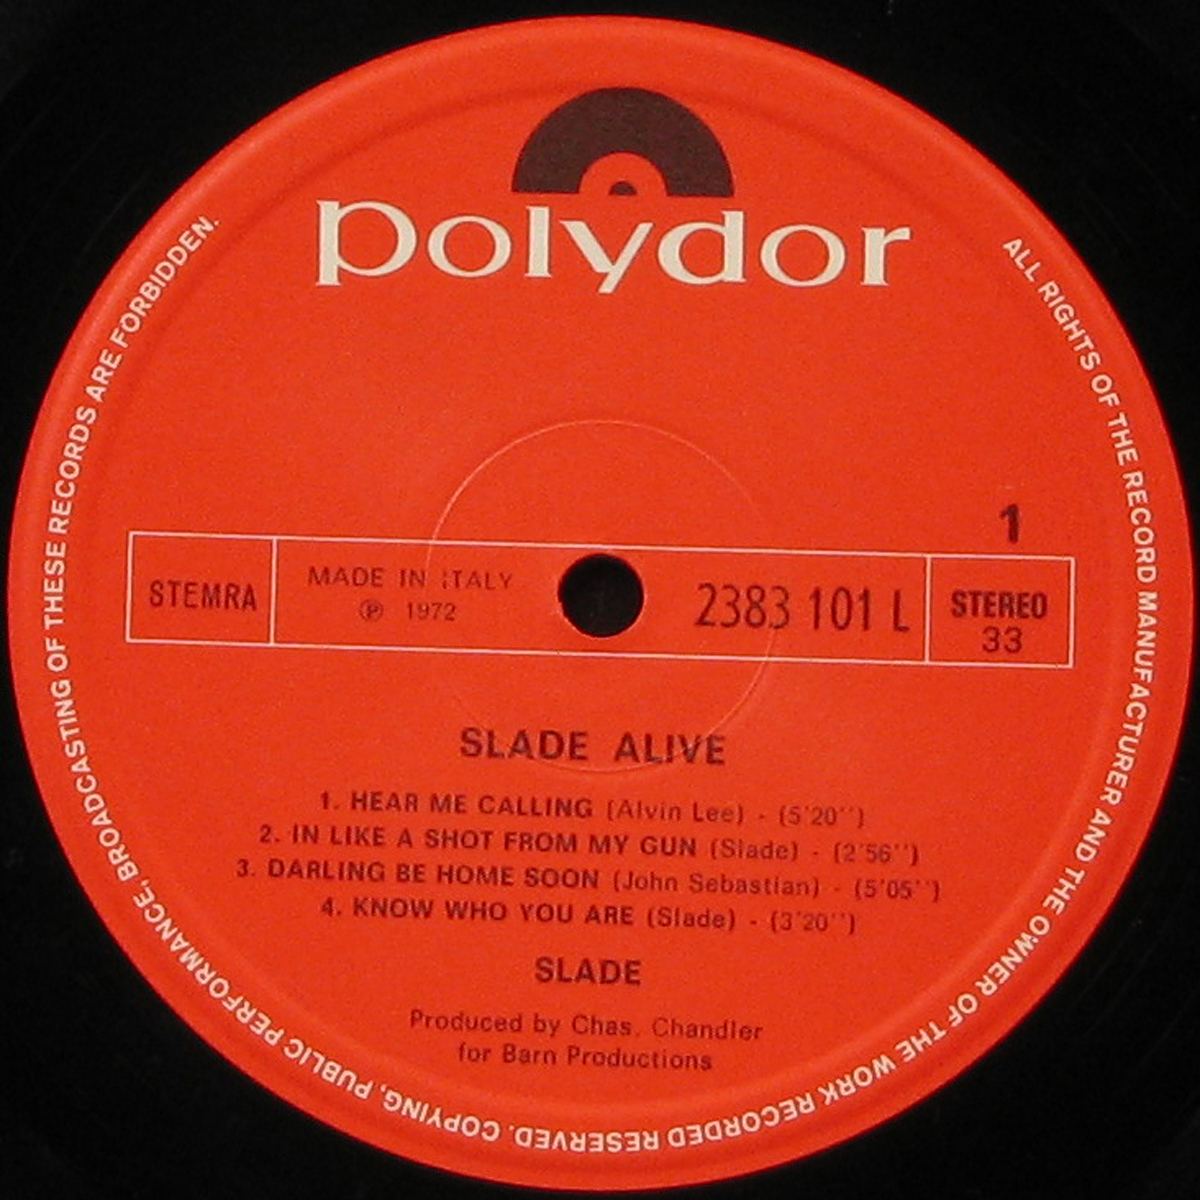 polydor
ALL RIGHTS OF THE RECORD MANUFACTURER AND THE OWNER OF THE WORK RECORDED RESERVED. COPYING, PUBLIC PERFORMANCE, BROADCASTING OF THESE RECORDS ARE FORBIDDEN.
1
STEMRA
MADE IN ITALY
℗ 1972
2383 101 L
STEREO
33
SLADE ALIVE
1. HEAR ME CALLING (Alvin Lee) - (5'20'')
2. IN LIKE A SHOT FROM MY GUN (Slade) - (2'56'')
3. DARLING BE HOME SOON (John Sebastian) - (5'05'')
4. KNOW WHO YOU ARE (Slade) - (3'20'')
SLADE
Produced by Chas. Chandler
for Barn Productions